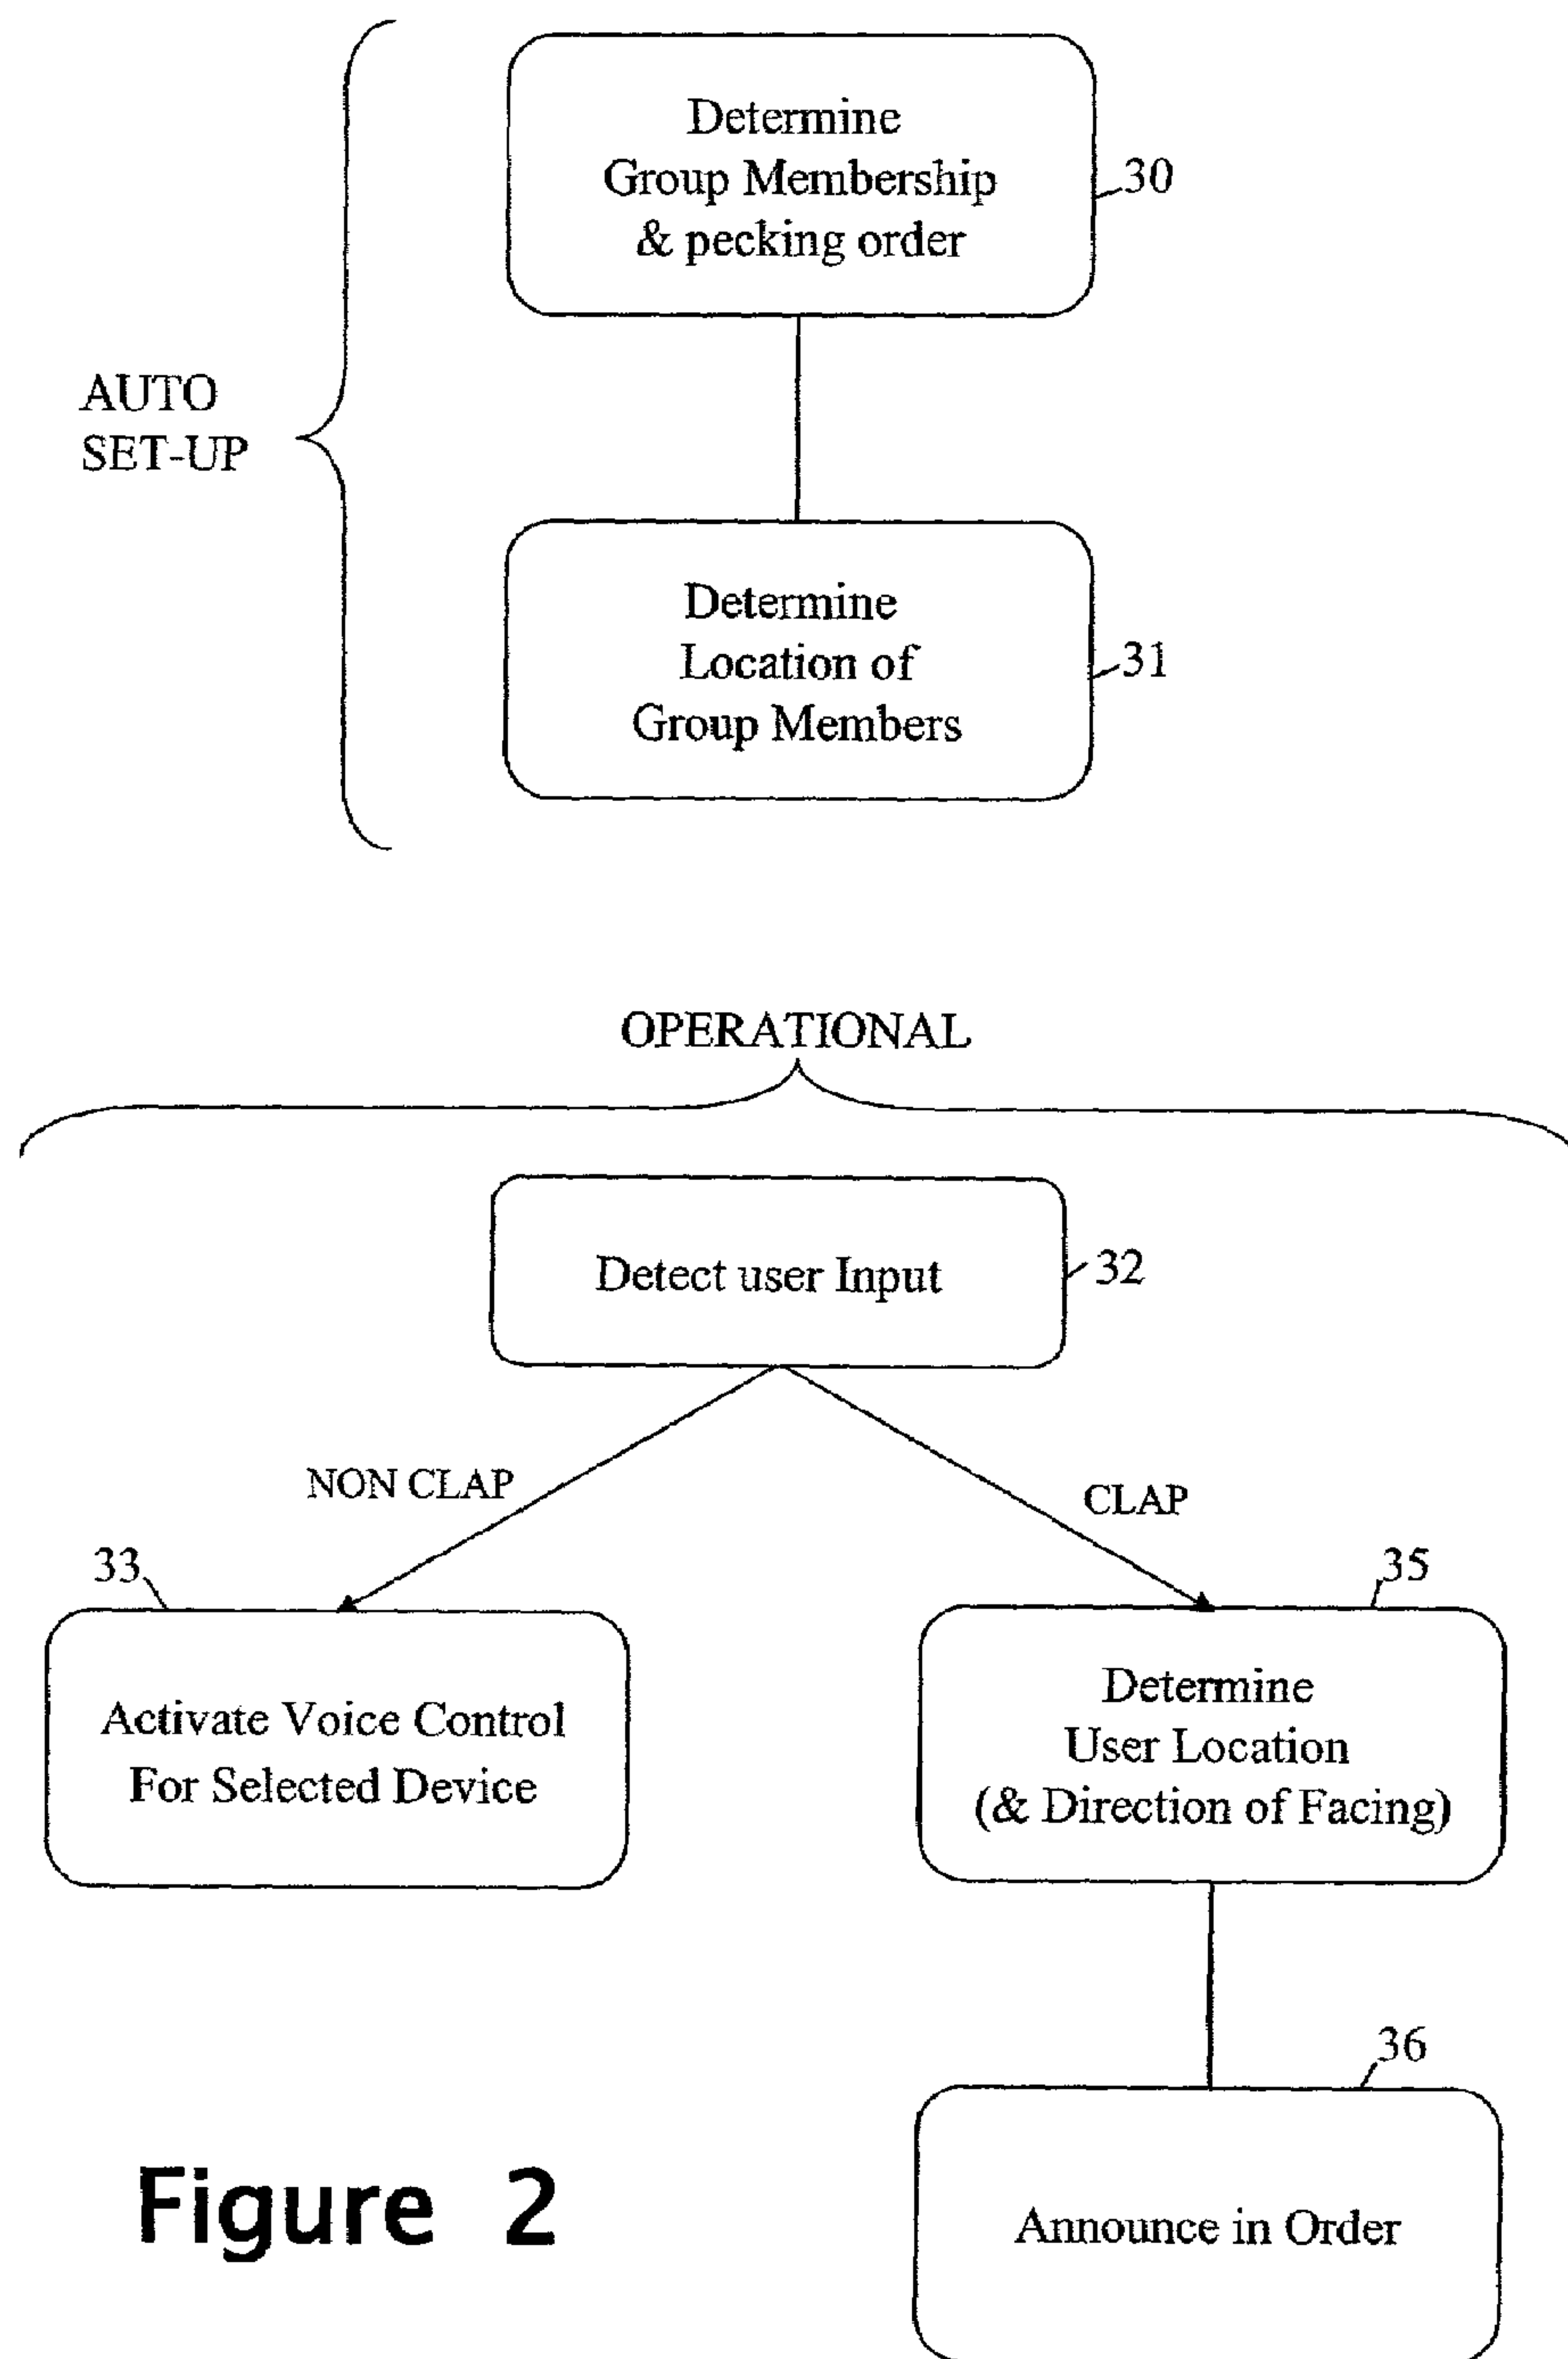 Determine
Group Membership
& pecking order
30
AUTO
SET-UP
Determine
Location of
Group Members
31
OPERATIONAL
Detect user Input
32
NON CLAP
CLAP
33
Activate Voice Control
For Selected Device
35
Determine
User Location
(& Direction of Facing)
36
Announce in Order
Figure 2